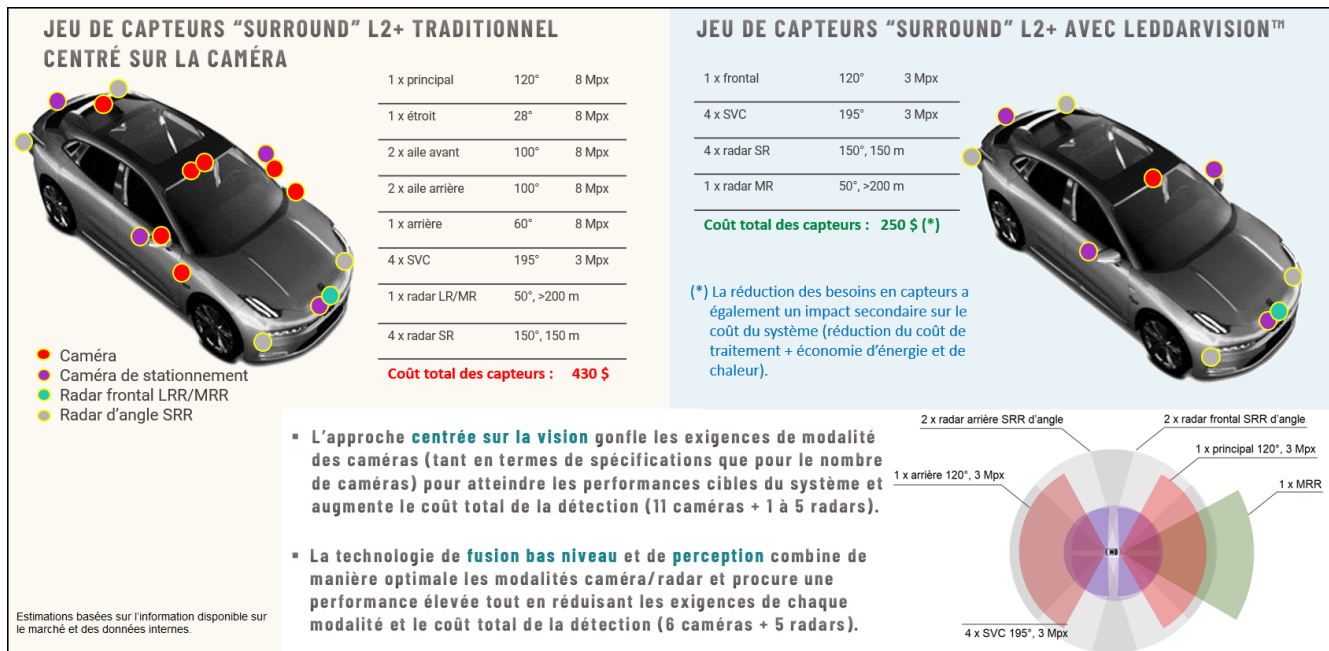 JEU DE CAPTEURS “SURROUND” L2+ TRADITIONNEL
CENTRÉ SUR LA CAMÉRA
1 x principal 120° 8 Mpx
1 x étroit 28° 8 Mpx
2 x aile avant 100° 8 Mpx
2 x aile arrière 100° 8 Mpx
1 x arrière 60° 8 Mpx
4 x SVC 195° 3 Mpx
1 x radar LR/MR 50°, >200 m
4 x radar SR 150°, 150 m
Coût total des capteurs : 430 $
Caméra
Caméra de stationnement
Radar frontal LRR/MRR
Radar d’angle SRR
JEU DE CAPTEURS “SURROUND” L2+ AVEC LEDDARVISION™
1 x frontal 120° 3 Mpx
4 x SVC 195° 3 Mpx
4 x radar SR 150°, 150 m
1 x radar MR 50°, >200 m
Coût total des capteurs : 250 $ (*)
(*) La réduction des besoins en capteurs a
également un impact secondaire sur le
coût du système (réduction du coût de
traitement + économie d’énergie et de
chaleur).
▪ L’approche centrée sur la vision gonfle les exigences de modalité
des caméras (tant en termes de spécifications que pour le nombre
de caméras) pour atteindre les performances cibles du système et
augmente le coût total de la détection (11 caméras + 1 à 5 radars).
▪ La technologie de fusion bas niveau et de perception combine de
manière optimale les modalités caméra/radar et procure une
performance élevée tout en réduisant les exigences de chaque
modalité et le coût total de la détection (6 caméras + 5 radars).
Estimations basées sur l’information disponible sur
le marché et des données internes.
2 x radar arrière SRR d’angle
2 x radar frontal SRR d’angle
1 x principal 120°, 3 Mpx
1 x arrière 120°, 3 Mpx
1 x MRR
4 x SVC 195°, 3 Mpx